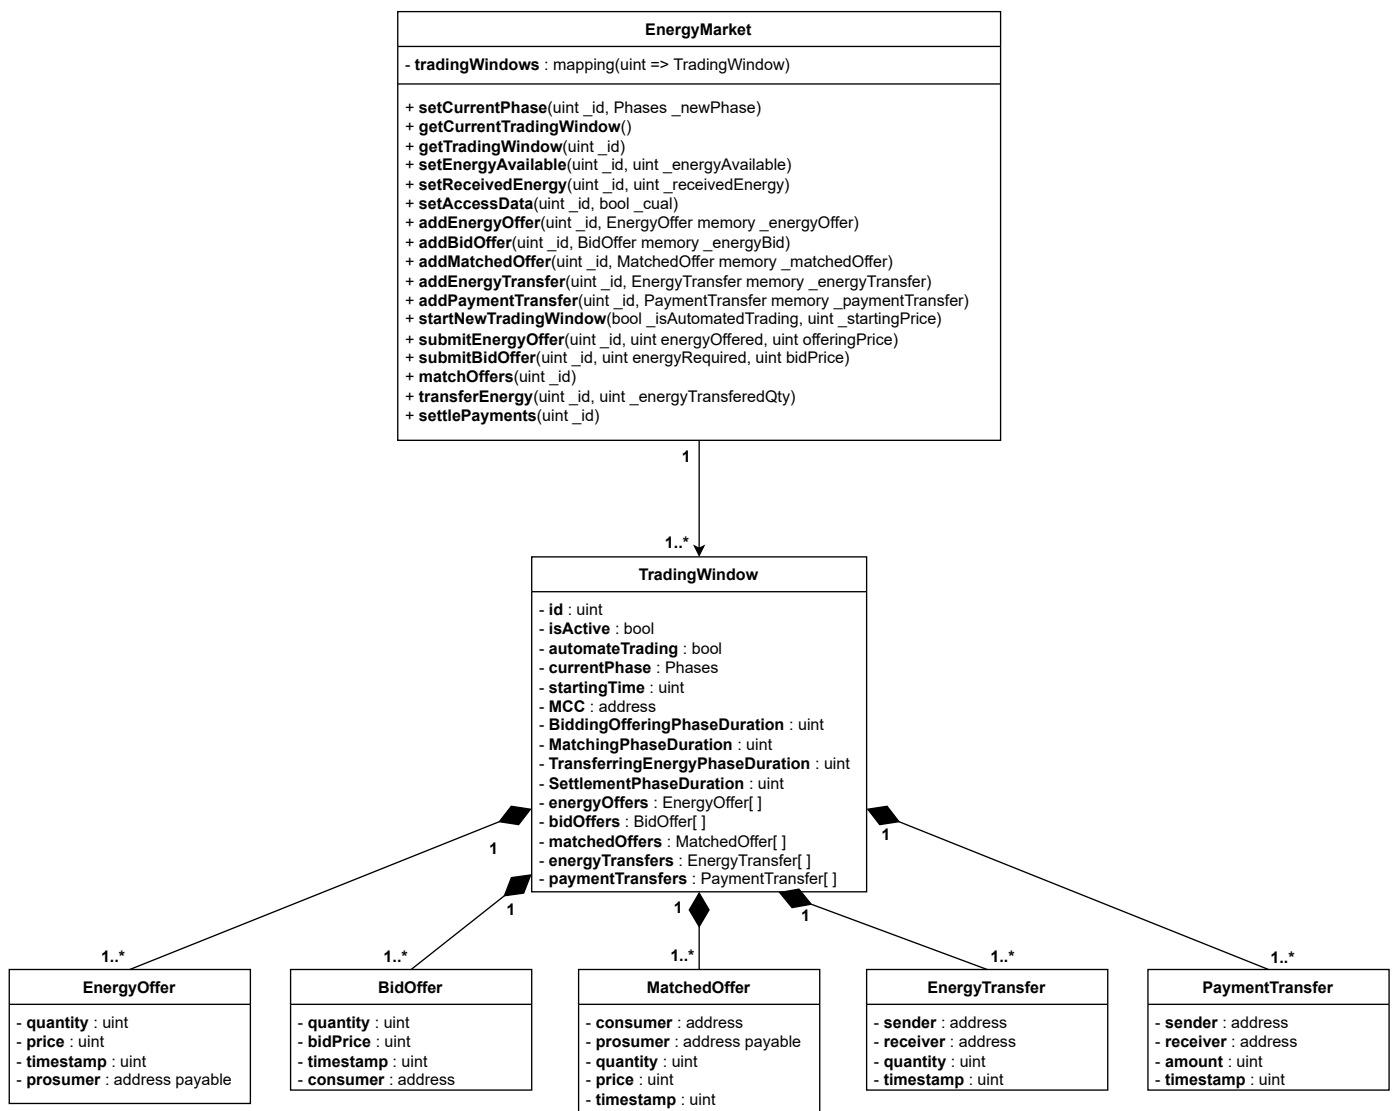 EnergyMarket
- tradingWindows : mapping(uint => TradingWindow)
+ setCurrentPhase(uint _id, Phases _newPhase)
+ getCurrentTradingWindow()
+ getTradingWindow(uint _id)
+ setEnergyAvailable(uint _id, uint _energyAvailable)
+ setReceivedEnergy(uint _id, uint _receivedEnergy)
+ setAccessData(uint _id, bool _cual)
+ addEnergyOffer(uint _id, EnergyOffer memory _energyOffer)
+ addBidOffer(uint _id, BidOffer memory _energyBid)
+ addMatchedOffer(uint _id, MatchedOffer memory _matchedOffer)
+ addEnergyTransfer(uint _id, EnergyTransfer memory _energyTransfer)
+ addPaymentTransfer(uint _id, PaymentTransfer memory _paymentTransfer)
+ startNewTradingWindow(bool _isAutomatedTrading, uint _startingPrice)
+ submitEnergyOffer(uint _id, uint energyOffered, uint offeringPrice)
+ submitBidOffer(uint _id, uint energyRequired, uint bidPrice)
+ matchOffers(uint _id)
+ transferEnergy(uint _id, uint _energyTransferedQty)
+ settlePayments(uint _id)
1
1..*
TradingWindow
- id : uint
- isActive : bool
- automateTrading : bool
- currentPhase : Phases
- startingTime : uint
- MCC : address
- BiddingOfferingPhaseDuration : uint
- MatchingPhaseDuration : uint
- TransferringEnergyPhaseDuration : uint
- SettlementPhaseDuration : uint
- energyOffers : EnergyOffer[ ]
- bidOffers : BidOffer[ ]
- matchedOffers : MatchedOffer[ ]
- energyTransfers : EnergyTransfer[ ]
- paymentTransfers : PaymentTransfer[ ]
1
1
1
1
1
1..*
1..*
1..*
1..*
1..*
EnergyOffer
- quantity : uint
- price : uint
- timestamp : uint
- prosumer : address payable
BidOffer
- quantity : uint
- bidPrice : uint
- timestamp : uint
- consumer : address
MatchedOffer
- consumer : address
- prosumer : address payable
- quantity : uint
- price : uint
- timestamp : uint
EnergyTransfer
- sender : address
- receiver : address
- quantity : uint
- timestamp : uint
PaymentTransfer
- sender : address
- receiver : address
- amount : uint
- timestamp : uint